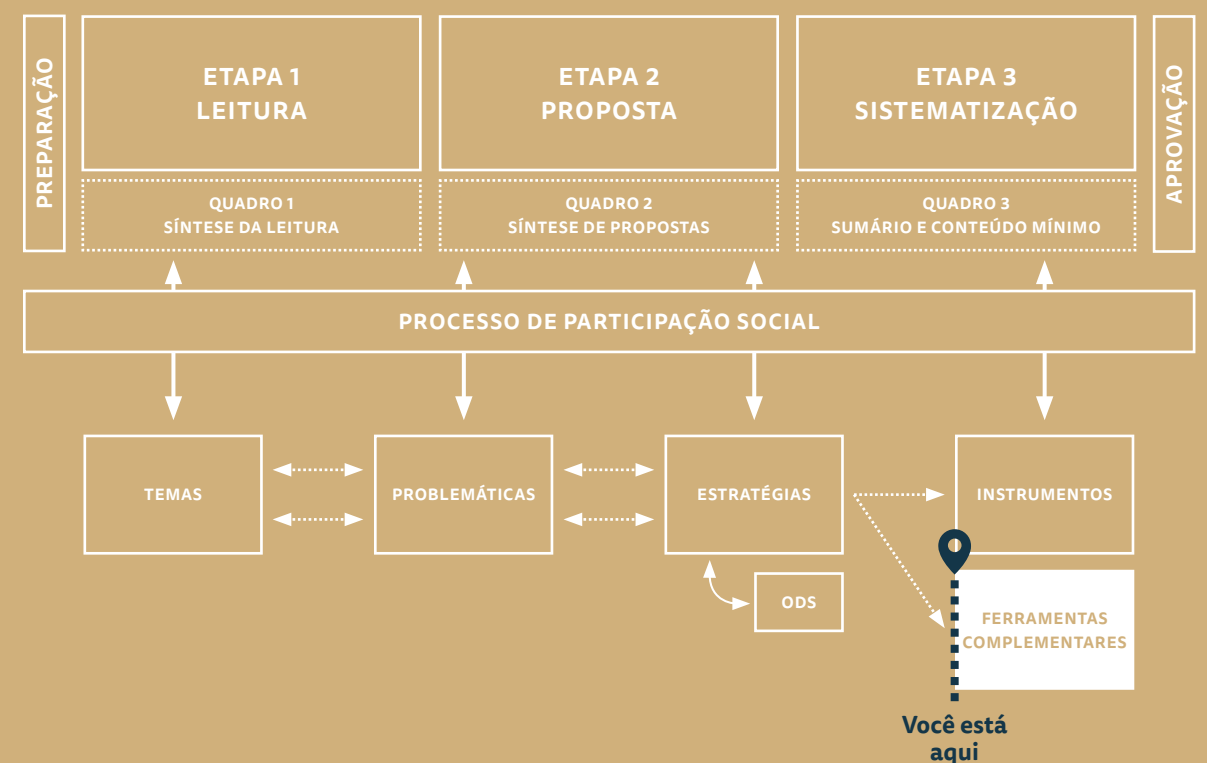 PREPARAÇÃO
ETAPA 1
LEITURA
ETAPA 2
PROPOSTA
ETAPA 3
SISTEMATIZAÇÃO
APROVAÇÃO
QUADRO 1
SÍNTESE DA LEITURA
QUADRO 2
SÍNTESE DE PROPOSTAS
QUADRO 3
SUMÁRIO E CONTEÚDO MÍNIMO
PROCESSO DE PARTICIPAÇÃO SOCIAL
TEMAS
PROBLEMÁTICAS
ESTRATÉGIAS
INSTRUMENTOS
ODS
FERRAMENTAS
COMPLEMENTARES
Você está
aqui